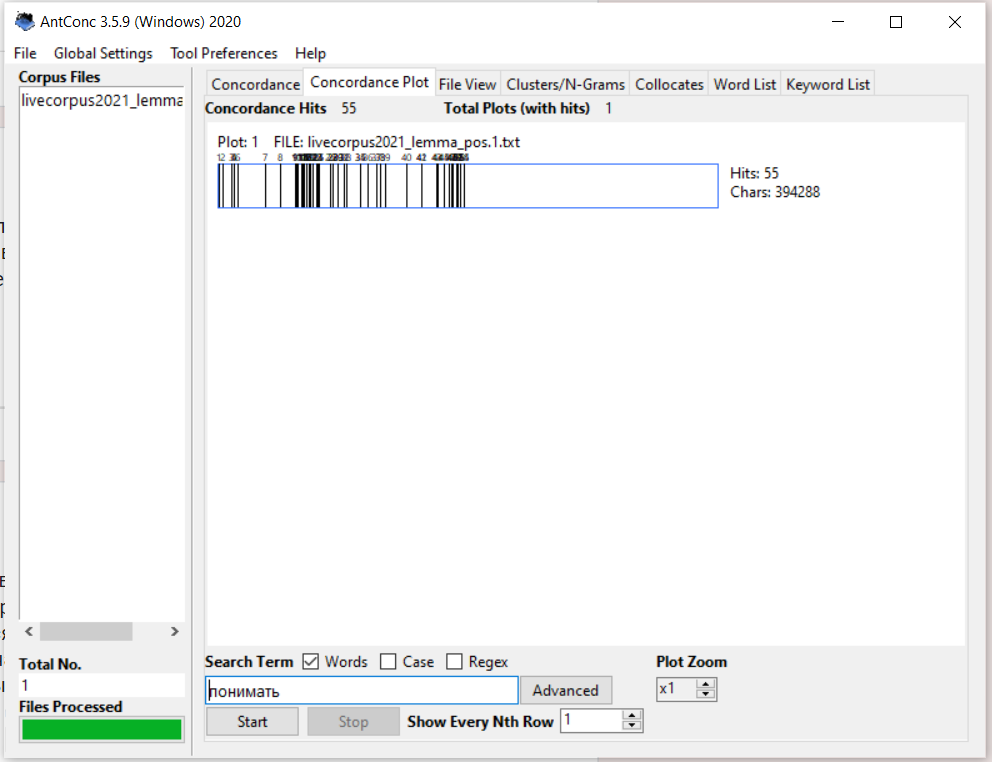 AntConc 3.5.9 (Windows) 2020
File Global Settings Tool Preferences Help
Corpus Files
livecorpus2021_lemma
Concordance Concordance Plot File View Clusters/N-Grams Collocates Word List Keyword List
Concordance Hits 55 Total Plots (with hits) 1
Plot: 1 FILE: livecorpus2021_lemma_pos.1.txt
7 8 40
Hits: 55
Chars: 394288
Total No.
1
Files Processed
Search Term Words Case Regex
Plot Zoom
понимать Advanced
x1
Start Stop Show Every Nth Row 1